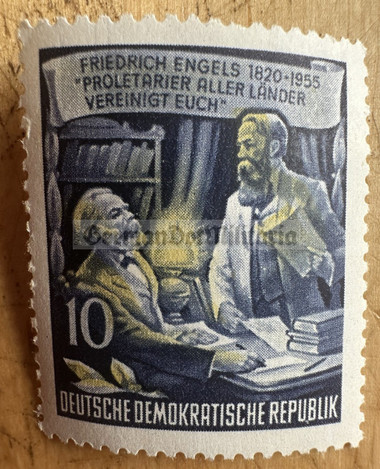 FRIEDRICH ENGELS 1820-1955
"PROLETARIER ALLER LÄNDER
VEREINIGT EUCH"
10
DEUTSCHE DEMOKRATISCHE REPUBLIK